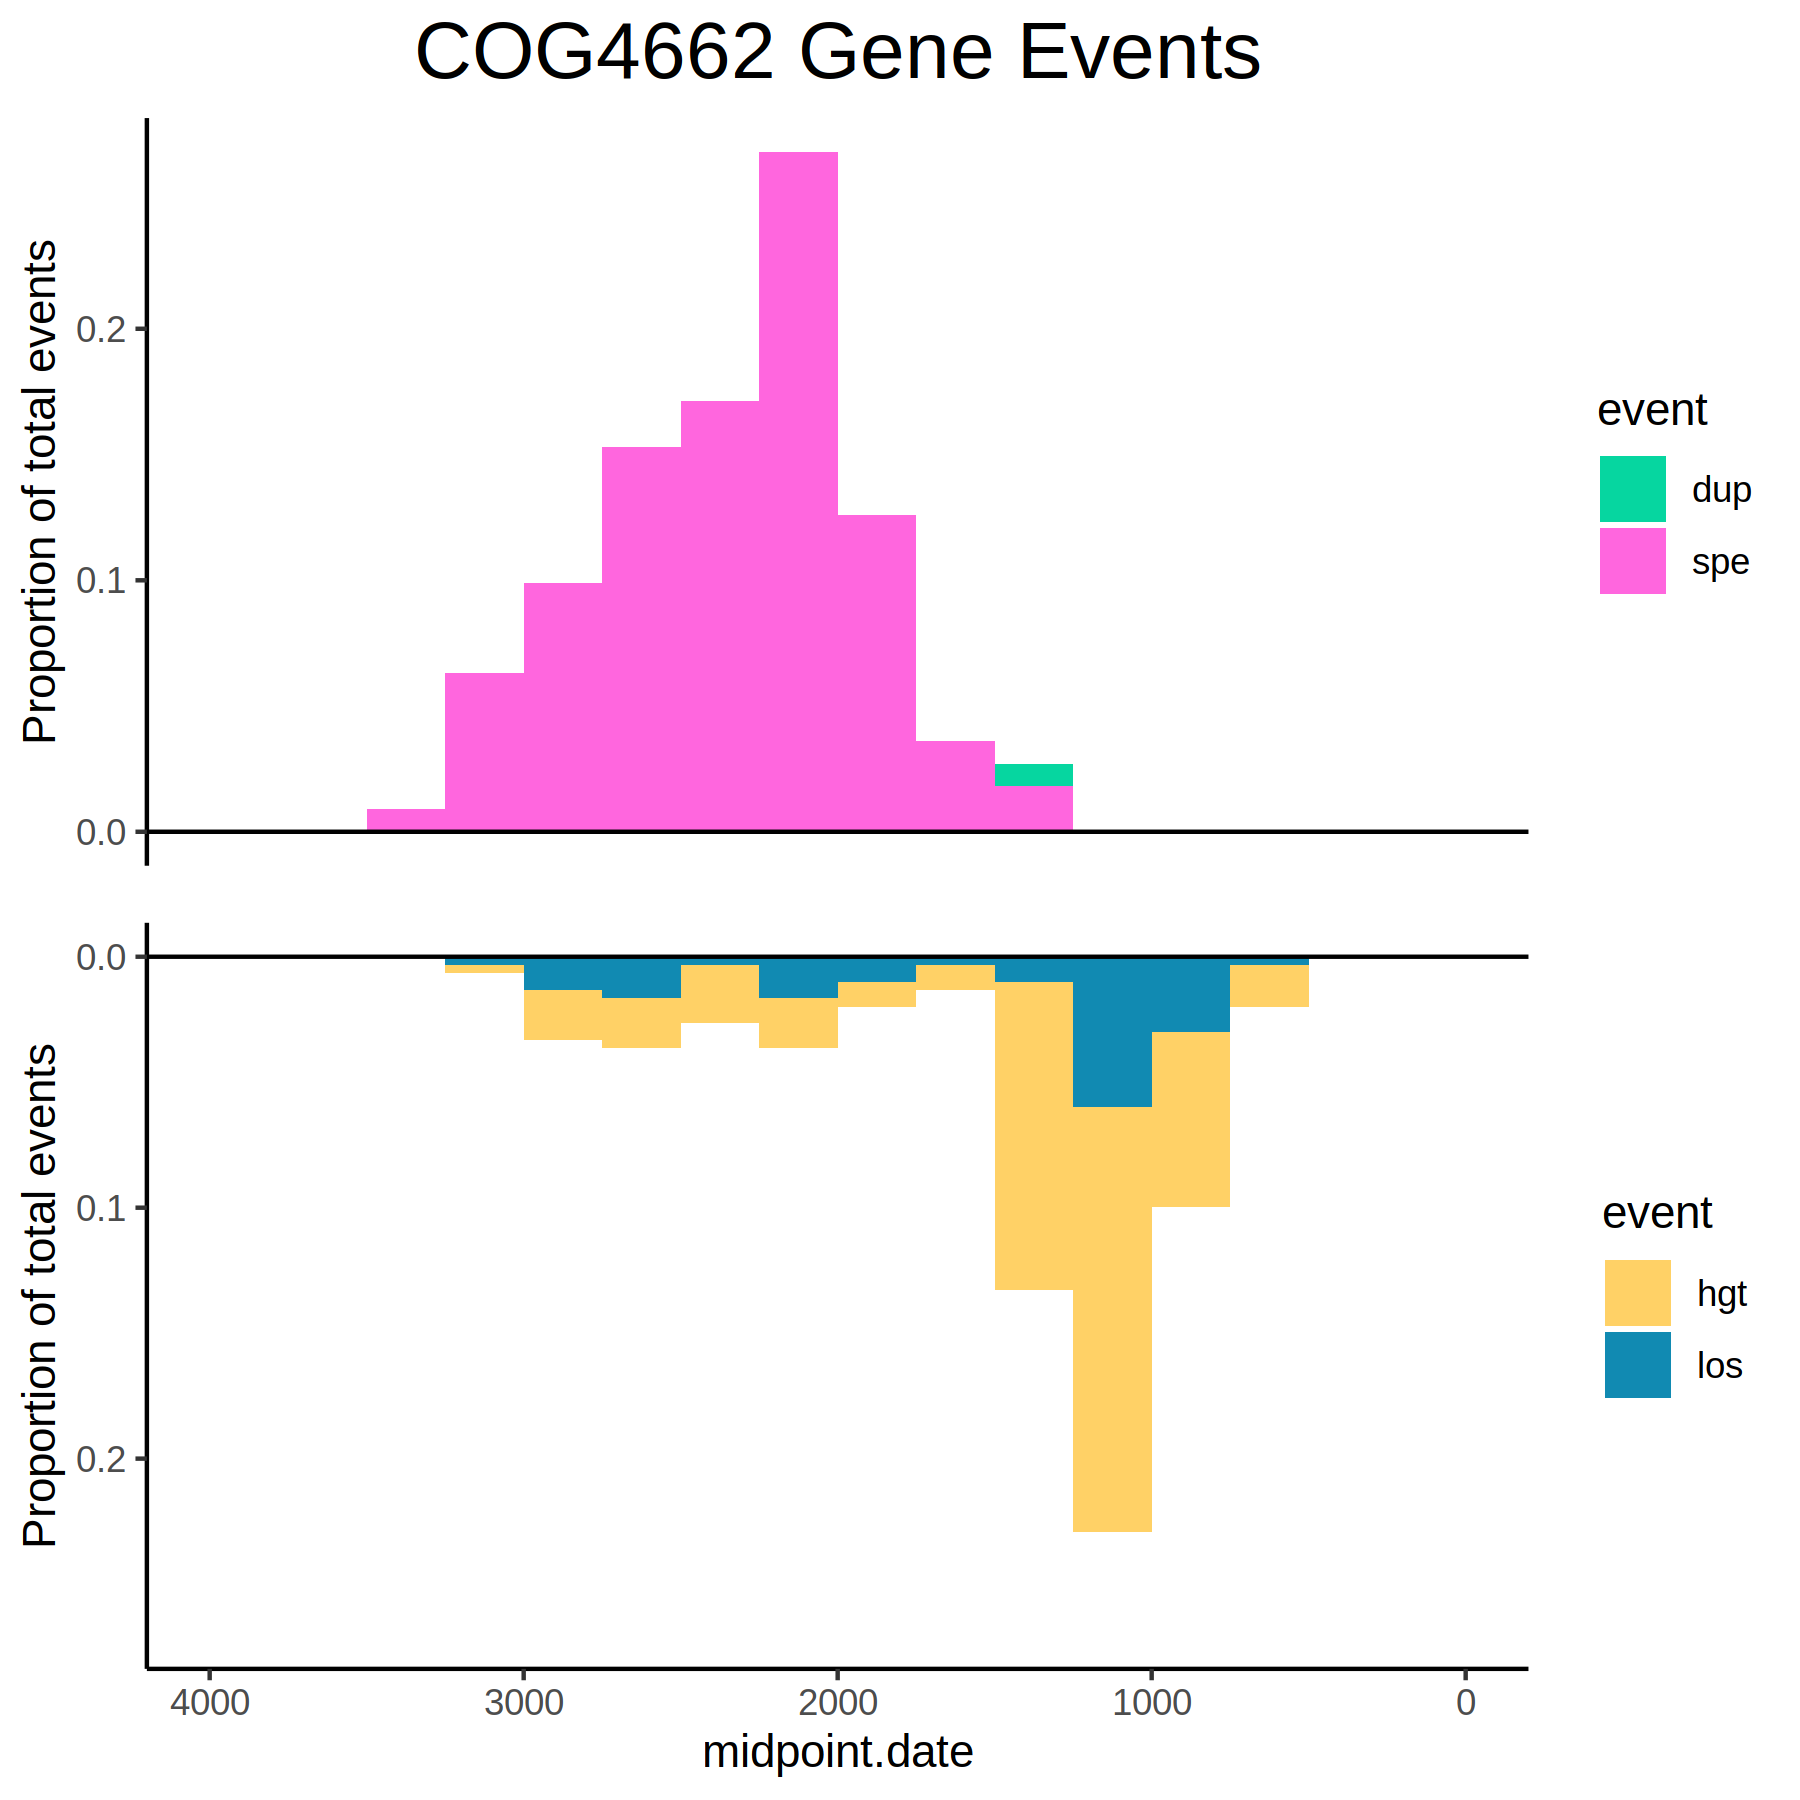 COG4662 Gene Events
Proportion of total events
0.2
0.1
0.0
event
dup
spe
Proportion of total events
0.0
0.1
0.2
event
hgt
los
4000 3000 2000 1000 0
midpoint.date